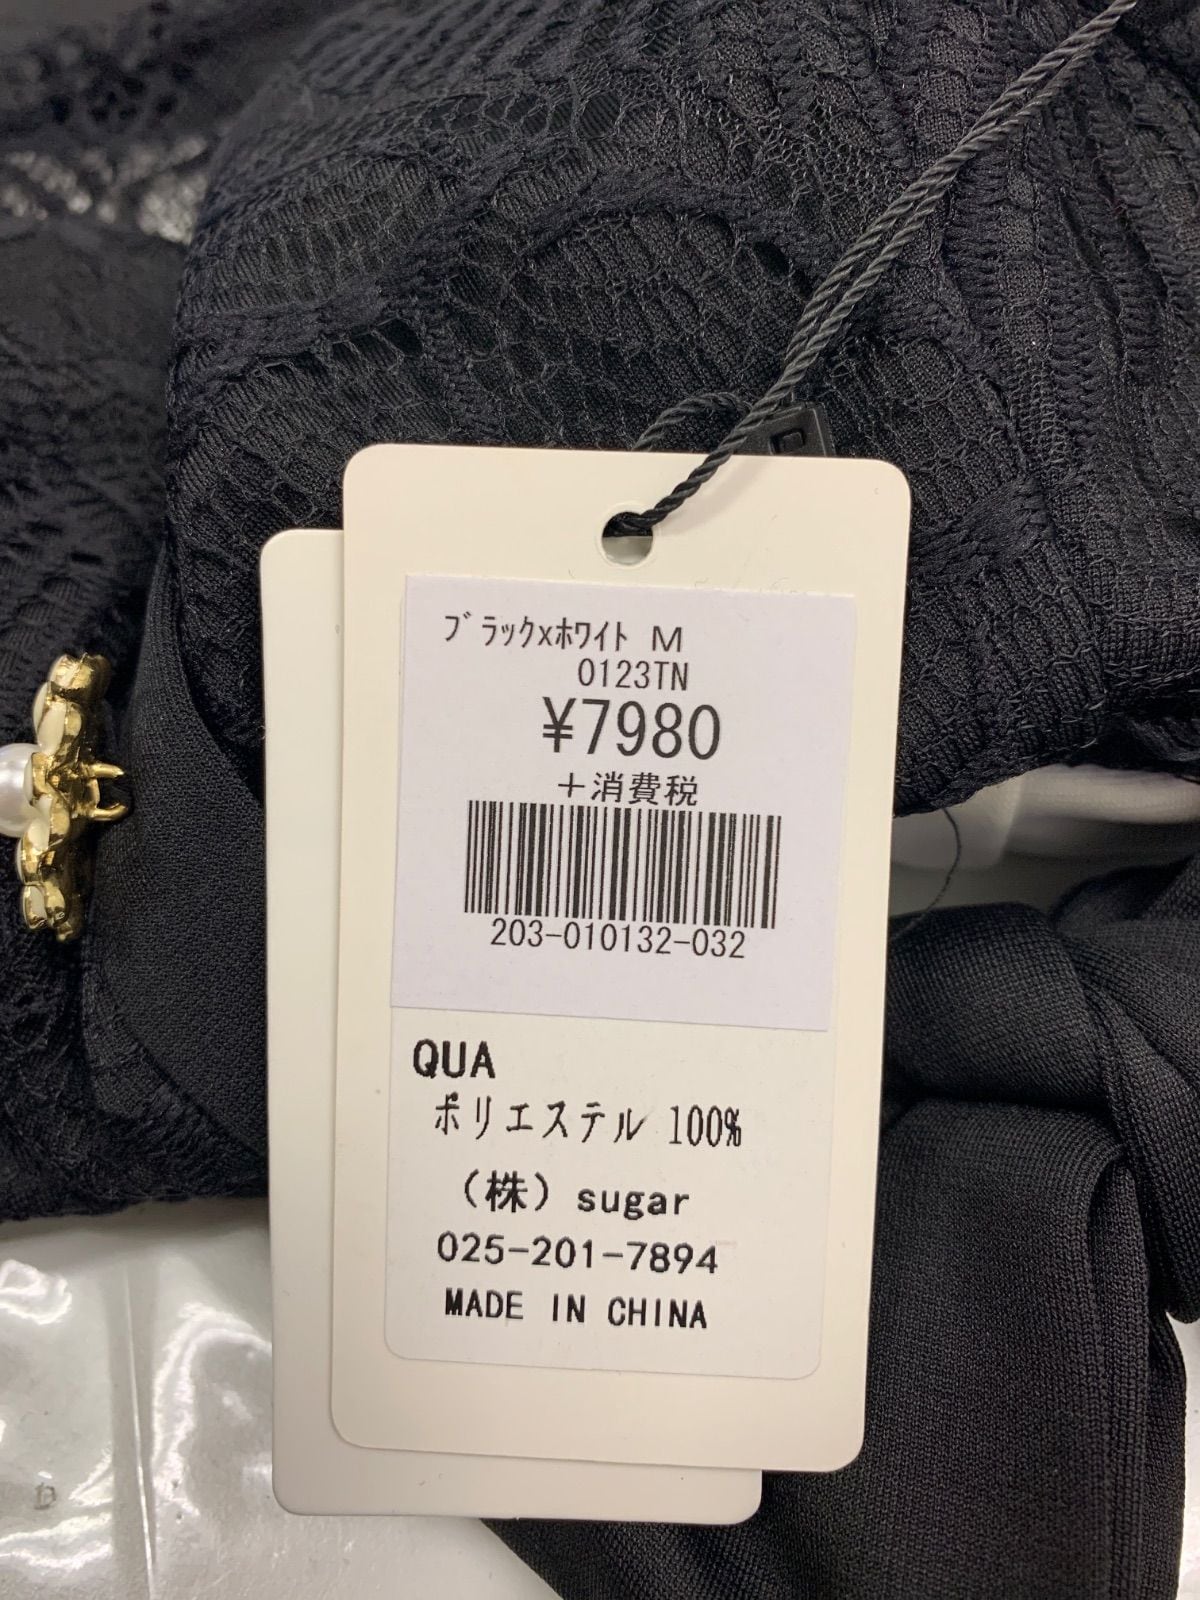 ﾌﾞﾗｯｸxﾎﾜｲﾄ M
0123TN
¥7980
+消費税
203-010132-032
QUA
ポリエステル 100%
（株）sugar
025-201-7894
MADE IN CHINA